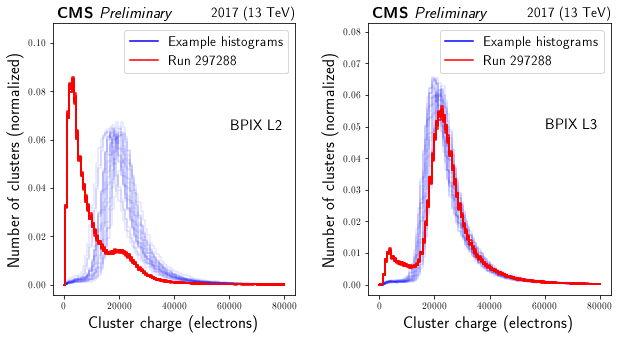 CMS Preliminary 2017 (13 TeV)
Number of clusters (normalized)
0.10
0.08
0.06
0.04
0.02
0.00
Example histograms
Run 297288
BPIX L2
0 20000 40000 60000 80000
Cluster charge (electrons)
CMS Preliminary 2017 (13 TeV)
Number of clusters (normalized)
0.08
0.07
0.06
0.05
0.04
0.03
0.02
0.01
0.00
Example histograms
Run 297288
BPIX L3
0 20000 40000 60000 80000
Cluster charge (electrons)